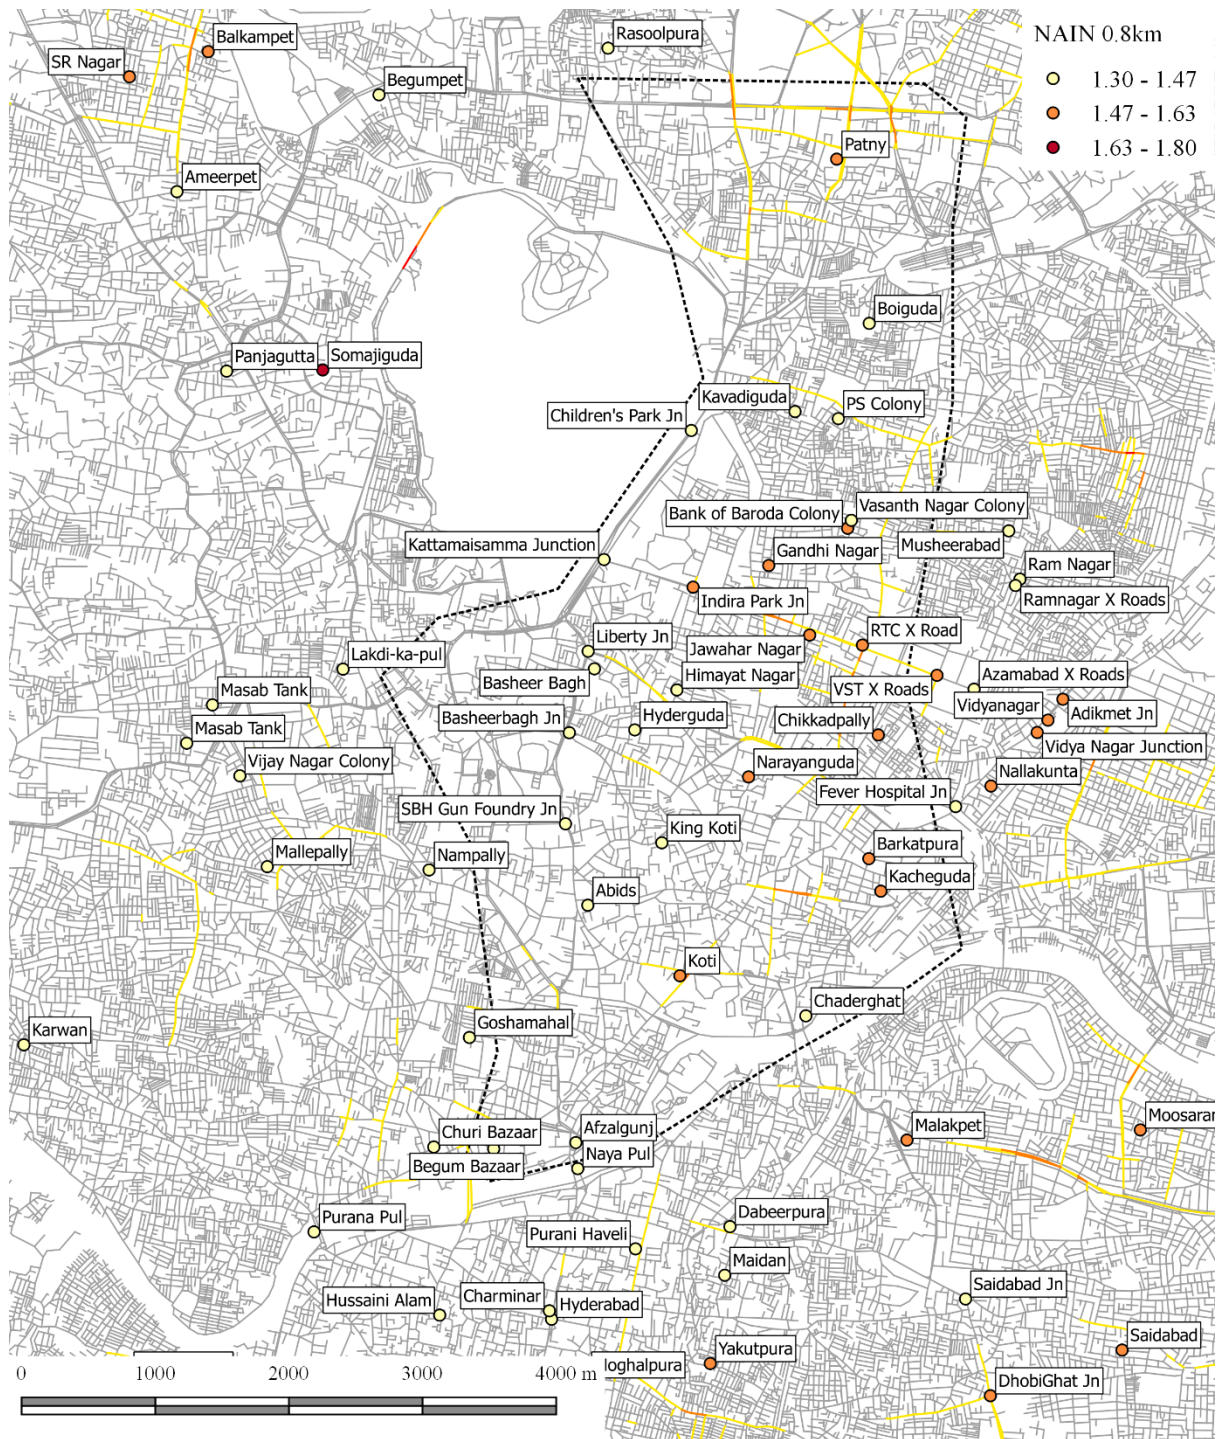 Rasoolpura
NAIN 0.8km
Balkampet
SR Nagar
1.30 - 1.47
Begumpet
1.47 - 1.63
Patny
1.63 - 1.80
Ameerpet
Boiguda
Panjagutta
Somajiguda
Kavadiguda
PS Colony
Children's Park Jn
Bank of Baroda Colony
Vasanth Nagar Colony
Kattamaisamma Junction
Gandhi Nagar
Musheerabad
Ram Nagar
Indira Park Jn
Ramnagar X Roads
Liberty Jn
RTC X Road
Lakdi-ka-pul
Jawahar Nagar
Basheer Bagh
Himayat Nagar
VST X Roads
Azamabad X Roads
Masab Tank
Vidyanagar
Adikmet Jn
Basheerbagh Jn
Hyderguda
Chikkadpally
Masab Tank
Vidya Nagar Junction
Vijay Nagar Colony
Narayanguda
Nallakunta
Fever Hospital Jn
SBH Gun Foundry Jn
King Koti
Mallepally
Nampally
Barkatpura
Kacheguda
Abids
Koti
Chaderghat
Karwan
Goshamahal
Churi Bazaar
Afzalgunj
Malakpet
Moosaram
Begum Bazaar
Naya Pul
Purana Pul
Dabeerpura
Purani Haveli
Maidan
Hussaini Alam
Charminar
Hyderabad
Saidabad Jn
Saidabad
Yakutpura
loghalpura
DhobiGhat Jn
0 1000 2000 3000 4000 m